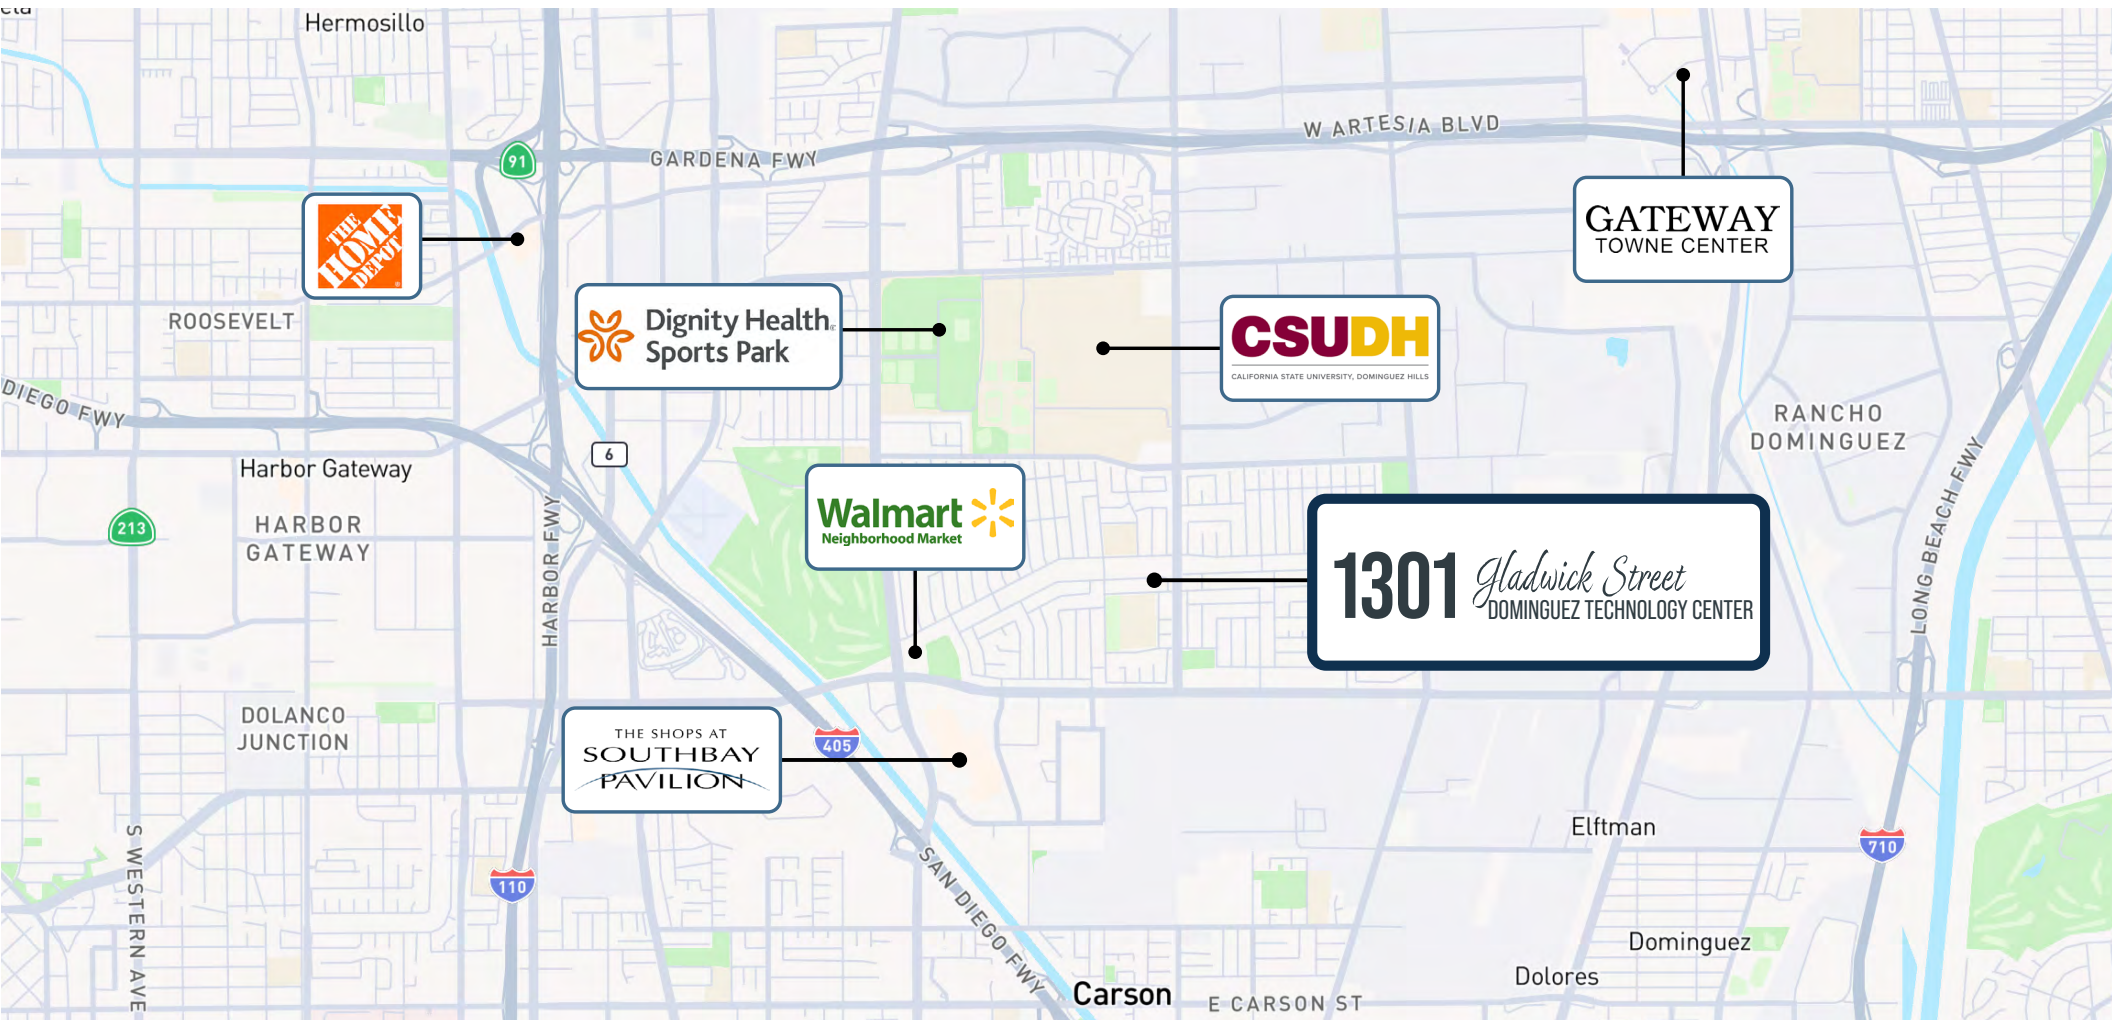 Hermosillo
W ARTESIA BLVD
91
GARDENA FWY
THE
HOME
DEPOT
GATEWAY
TOWNE CENTER
ROOSEVELT
Dignity Health
Sports Park
CSUDH
CALIFORNIA STATE UNIVERSITY, DOMINGUEZ HILLS
DIEGO FWY
RANCHO
DOMINGUEZ
6
Harbor Gateway
213
HARBOR
GATEWAY
HARBOR FWY
Walmart
Neighborhood Market
LONG BEACH FWY
1301 Gladwick Street
DOMINGUEZ TECHNOLOGY CENTER
DOLANCO
JUNCTION
THE SHOPS AT
SOUTHBAY
PAVILION
405
S WESTERN AVE
Elftman
710
110
SAN DIEGO FWY
Dominguez
Dolores
Carson
E CARSON ST